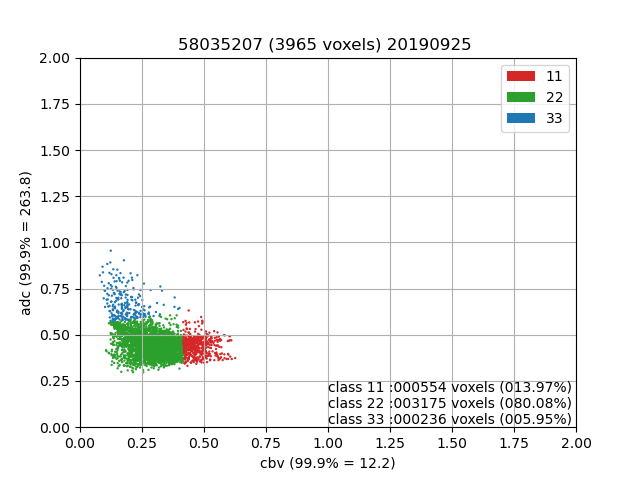 58035207 (3965 voxels) 20190925
2.00
1.75
1.50
1.25
1.00
0.75
0.50
0.25
0.00
adc (99.9% = 263.8)
11
22
33
class 11 :000554 voxels (013.97%)
class 22 :003175 voxels (080.08%)
class 33 :000236 voxels (005.95%)
0.00 0.25 0.50 0.75 1.00 1.25 1.50 1.75 2.00
cbv (99.9% = 12.2)